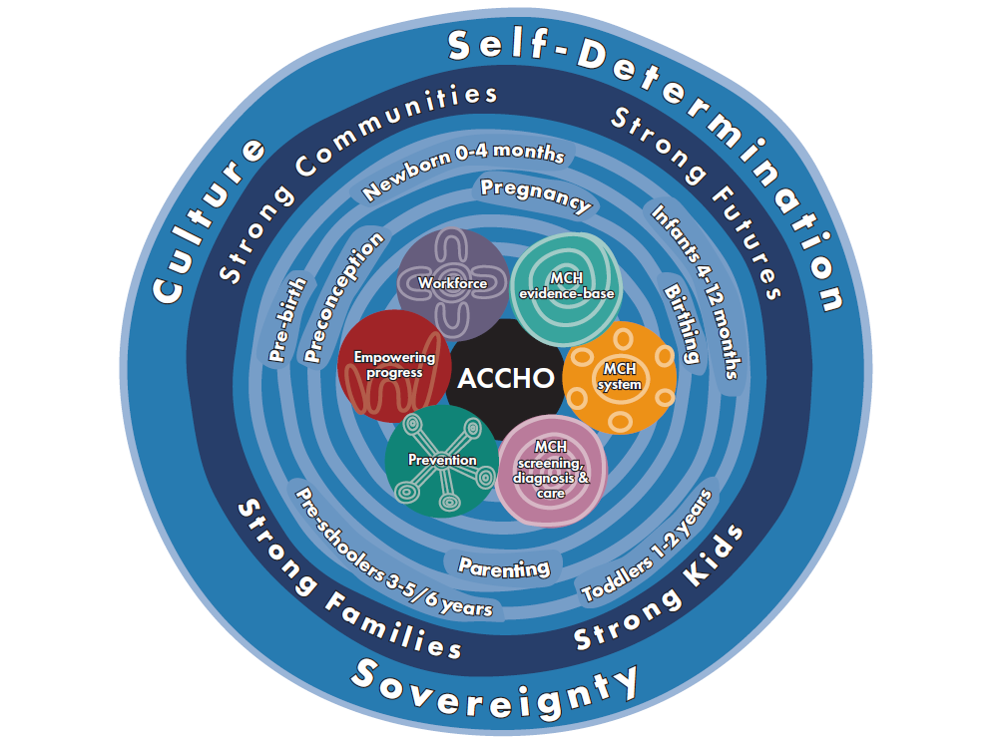 Self-Determination
Culture
Strong Communities
Strong Futures
Newborn 0-4 months
Pregnancy
Infants 4-12 months
Pre-birth
Preconception
Birthing
Workforce
MCH
evidence-base
Empowering
progress
ACCHO
MCH
system
Prevention
MCH
screening,
diagnosis &
care
Pre-schoolers 3-5/6 years
Parenting
Toddlers 1-2 years
Strong Families
Strong Kids
Sovereignty